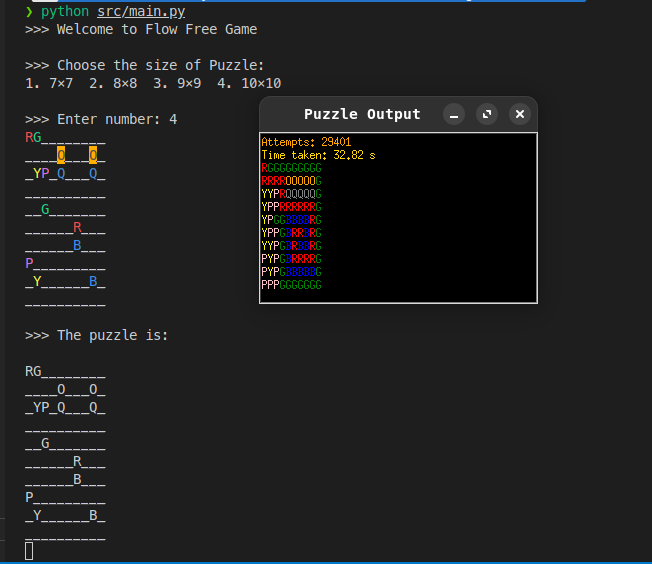 ❯ python src/main.py
>>> Welcome to Flow Free Game
>>> Choose the size of Puzzle:
1. 7×7  2. 8×8  3. 9×9  4. 10×10
>>> Enter number: 4
RG________
____O___O_
_YP_Q___Q_
__________
__G_______
______R___
______B___
P_________
_Y______B_
__________
>>> The puzzle is:
RG________
____O___O_
_YP_Q___Q_
__________
__G_______
______R___
______B___
P_________
_Y______B_
__________
Puzzle Output
Attempts: 29401
Time taken: 32.82 s
RGGGGGGGGG
RRRROOOOOG
YYPRQQQQQG
YPPRRRRRRG
YPGGBBBBRG
YPPGBRRBRG
YYPGBRBBRG
PYPGBRRRRG
PYPGBBBBBG
PPPGGGGGGG